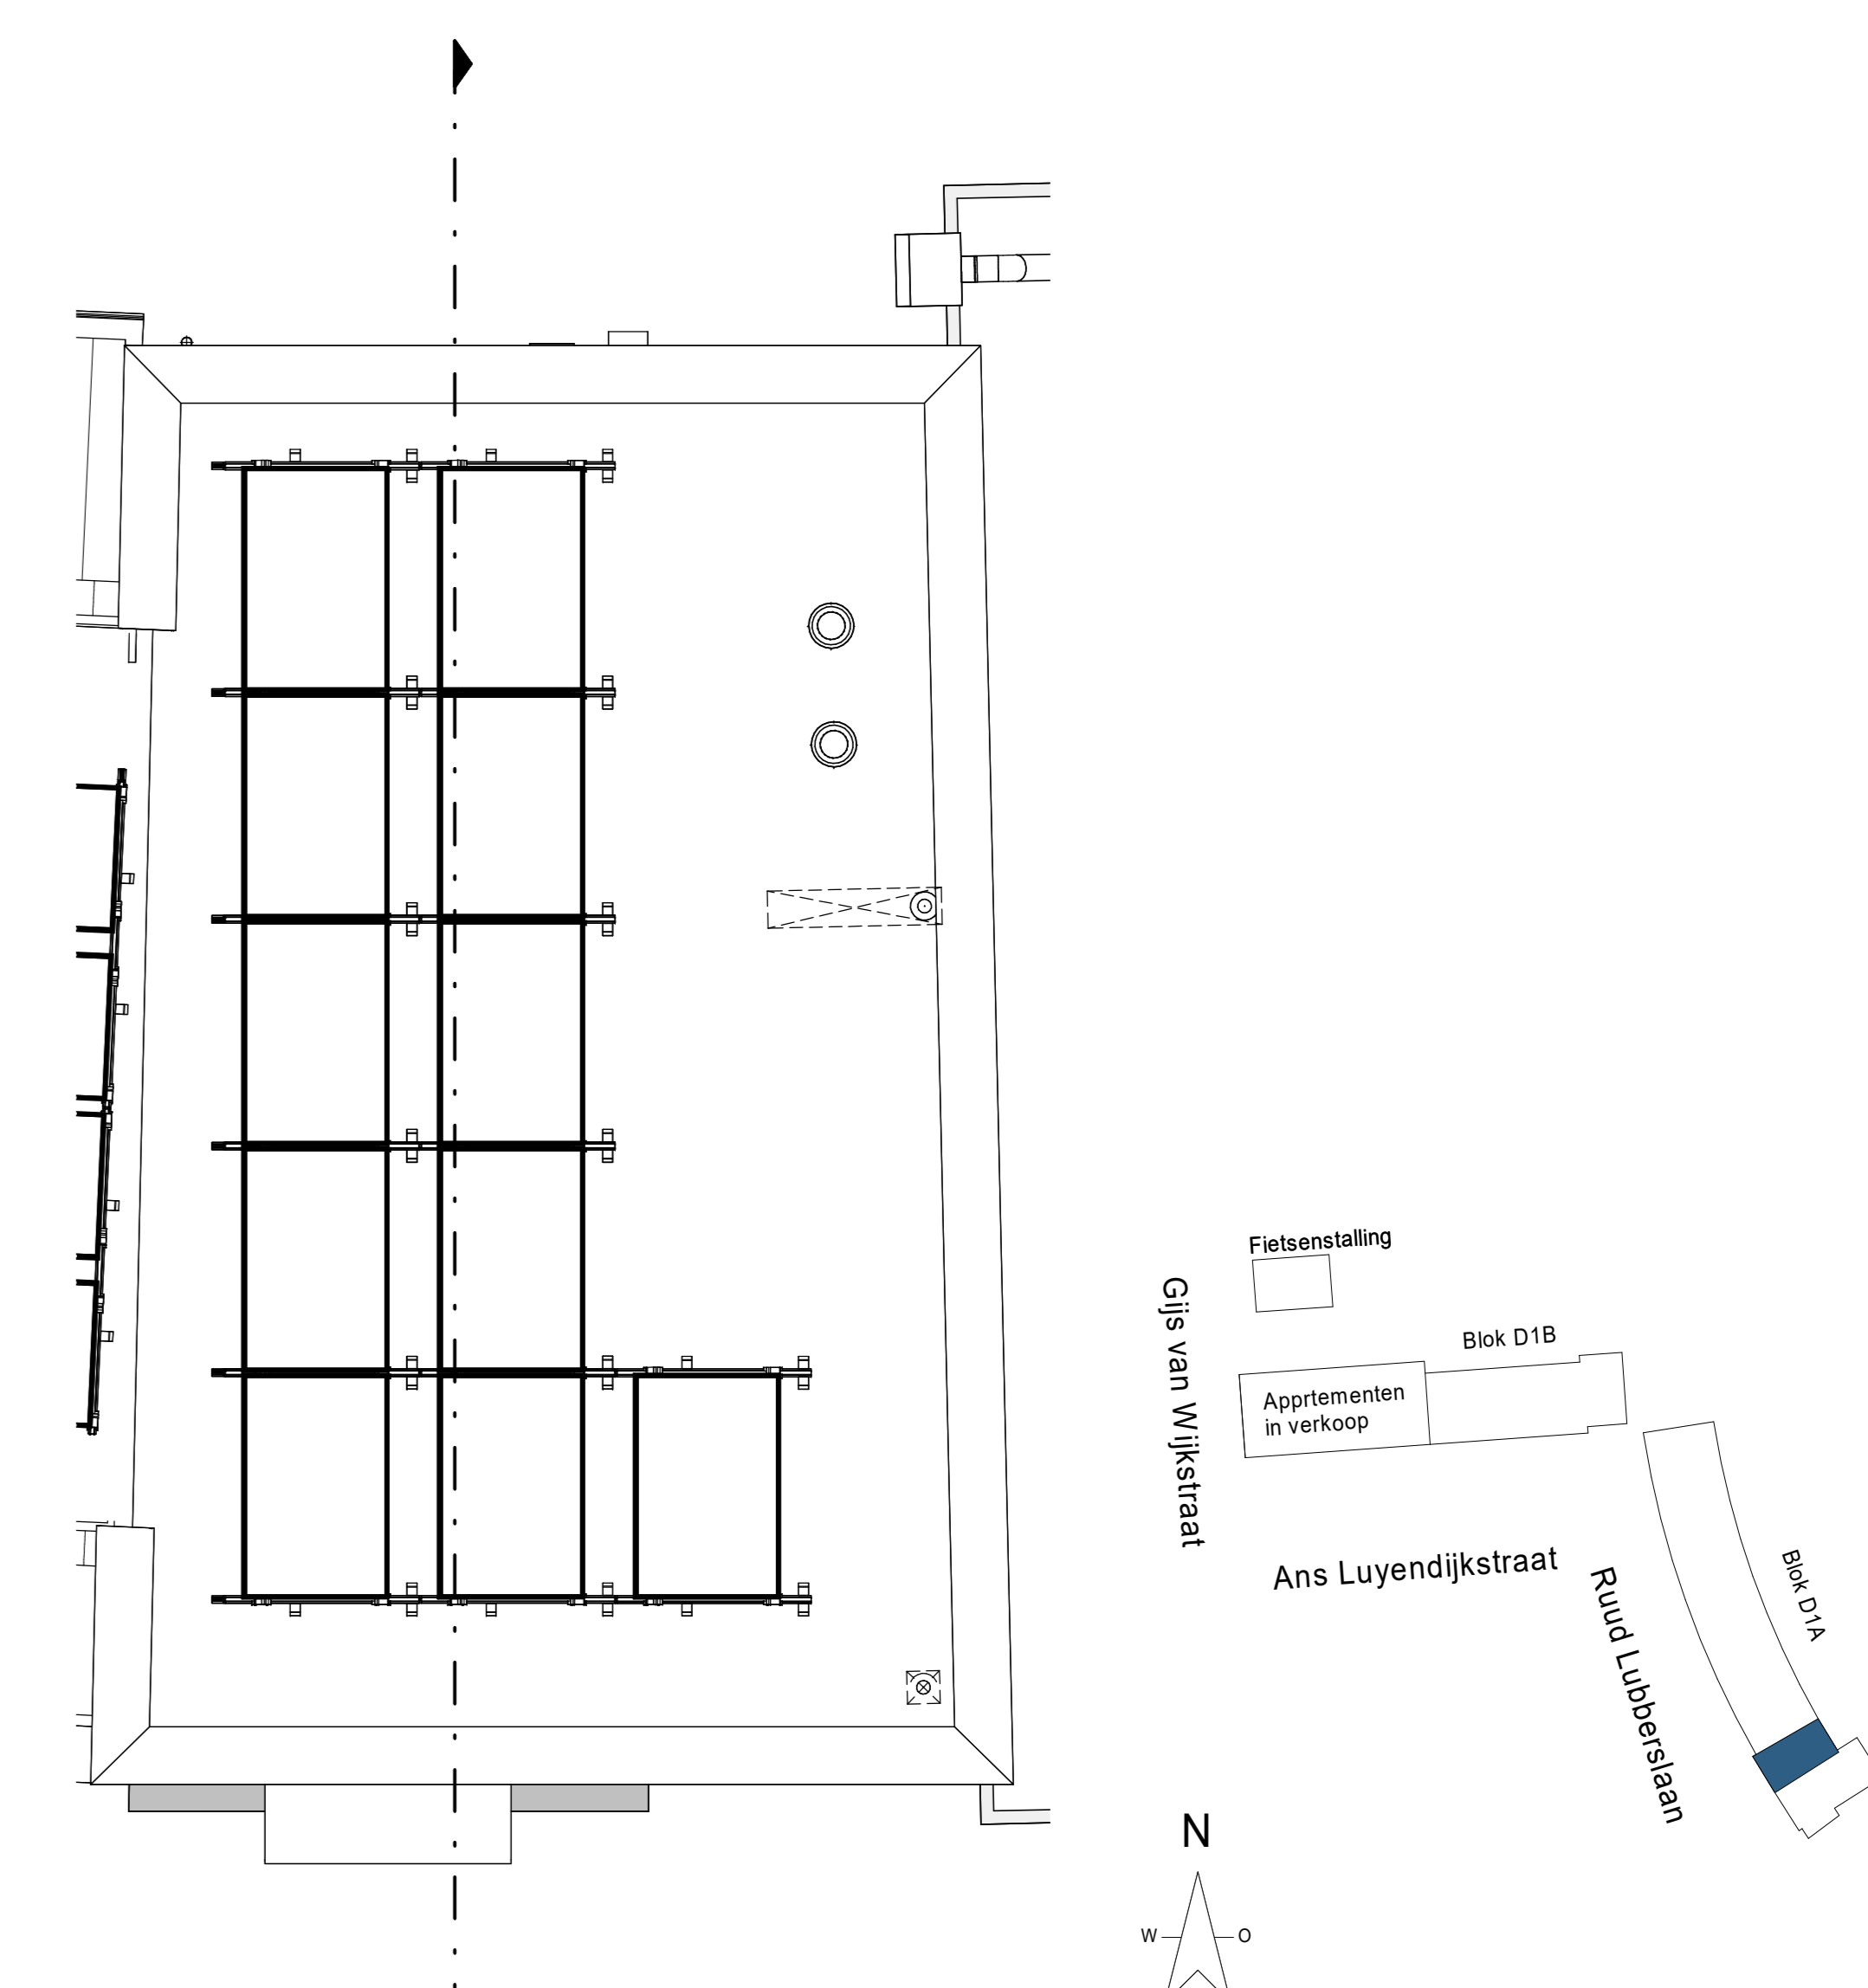 Fietsenstalling
Gijs van Wijkstraat
Blok D1B
Apprtementen
in verkoop
Ans Luyendijkstraat
Blok D1A
Ruud Lubberslaan
N
W
O